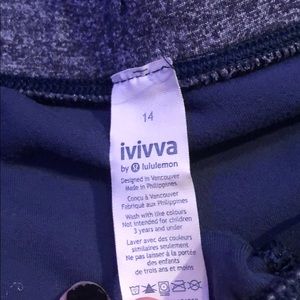 14
ivivva
by lululemon
Designed in Vancouver
Made in Philippines
Conçu à Vancouver
Fabriqué aux Philippines
Wash with like colours
Not intended for children
3 years and under
Laver avec des couleurs
similaires seulement
Ne pas laisser à la portée
des enfants
de trois ans et moins